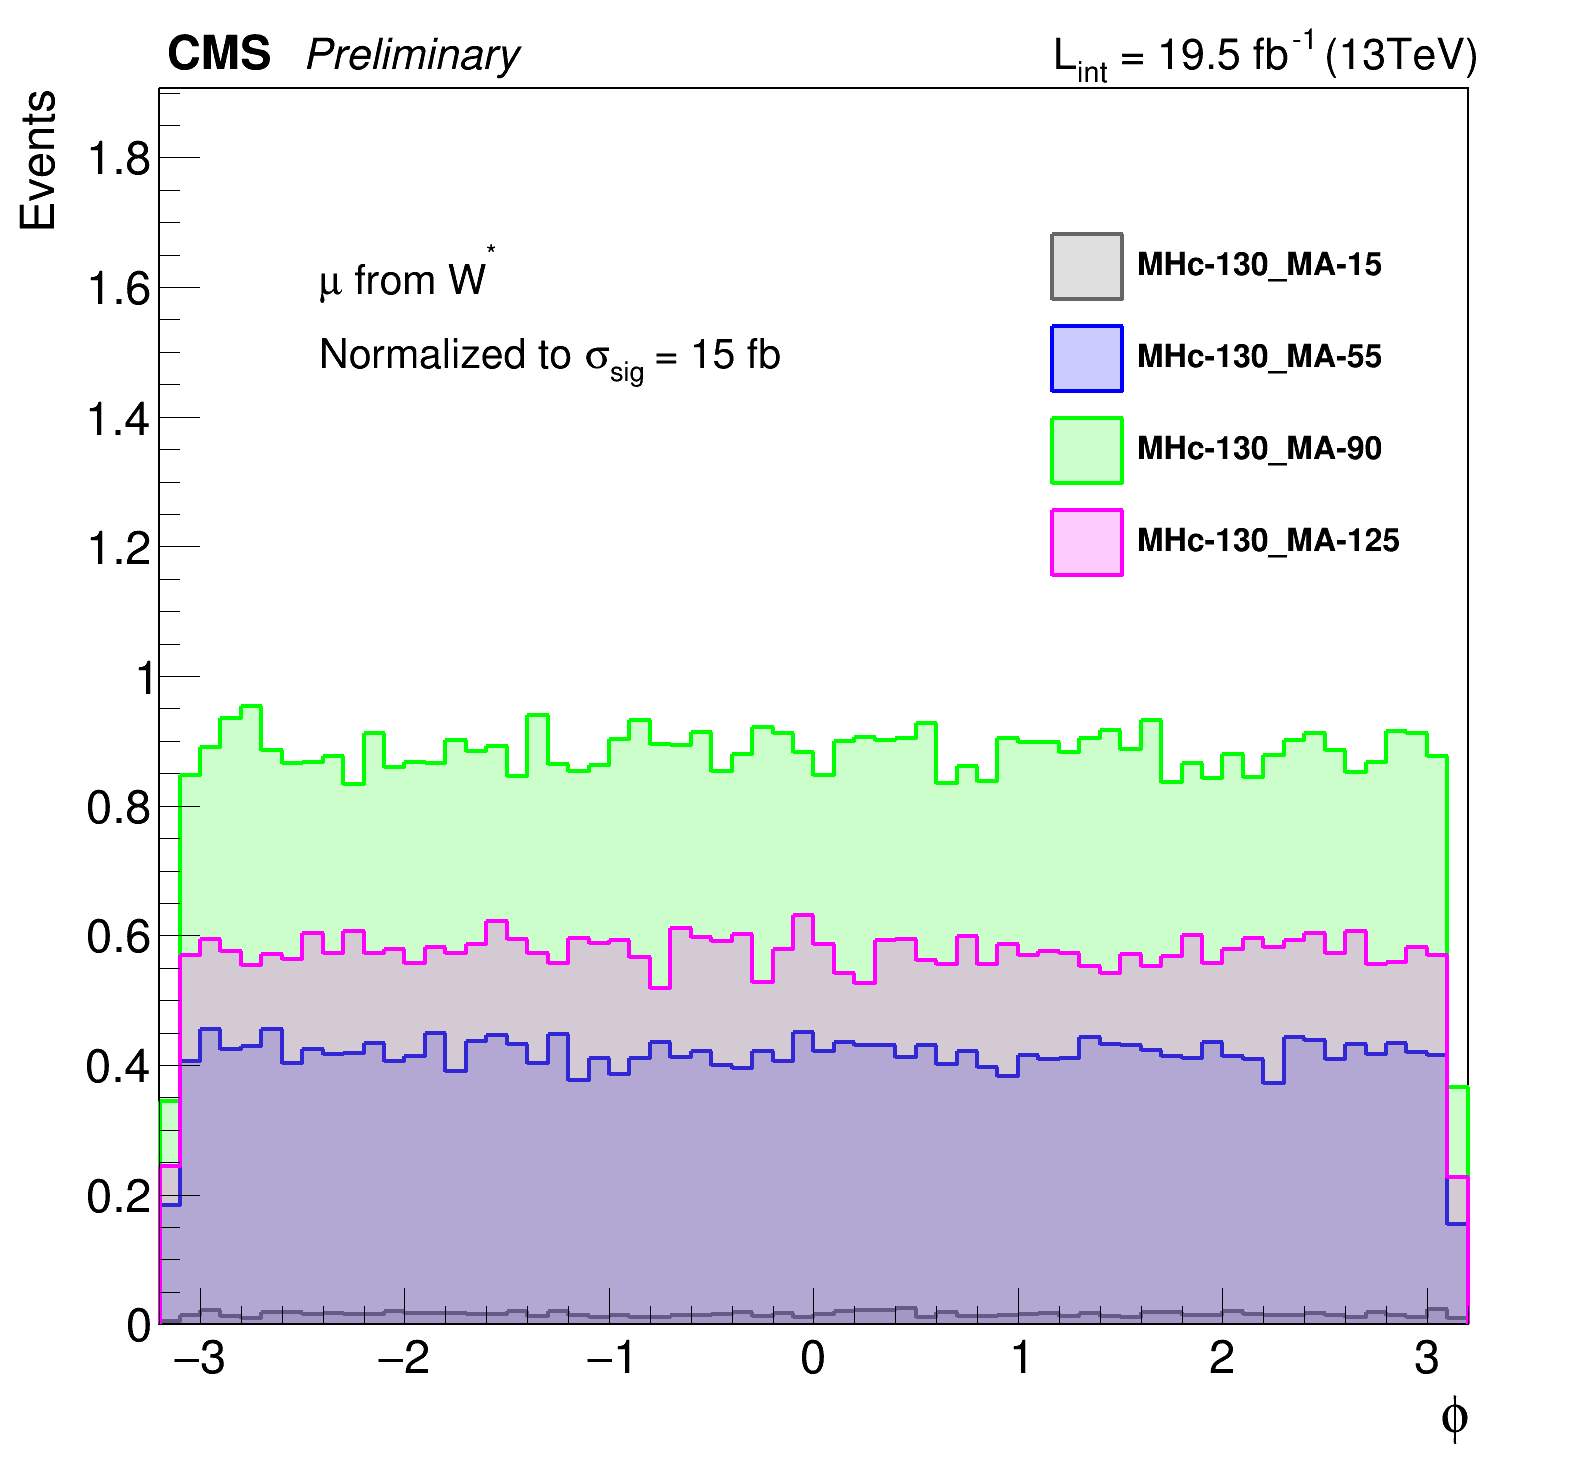 CMS Preliminary L_int = 19.5 fb^-1 (13TeV)
Events
1.8
1.6
1.4
1.2
1
0.8
0.6
0.4
0.2
0
μ from W^*
Normalized to σ_sig = 15 fb
MHc-130_MA-15
MHc-130_MA-55
MHc-130_MA-90
MHc-130_MA-125
−3 −2 −1 0 1 2 3
ϕ